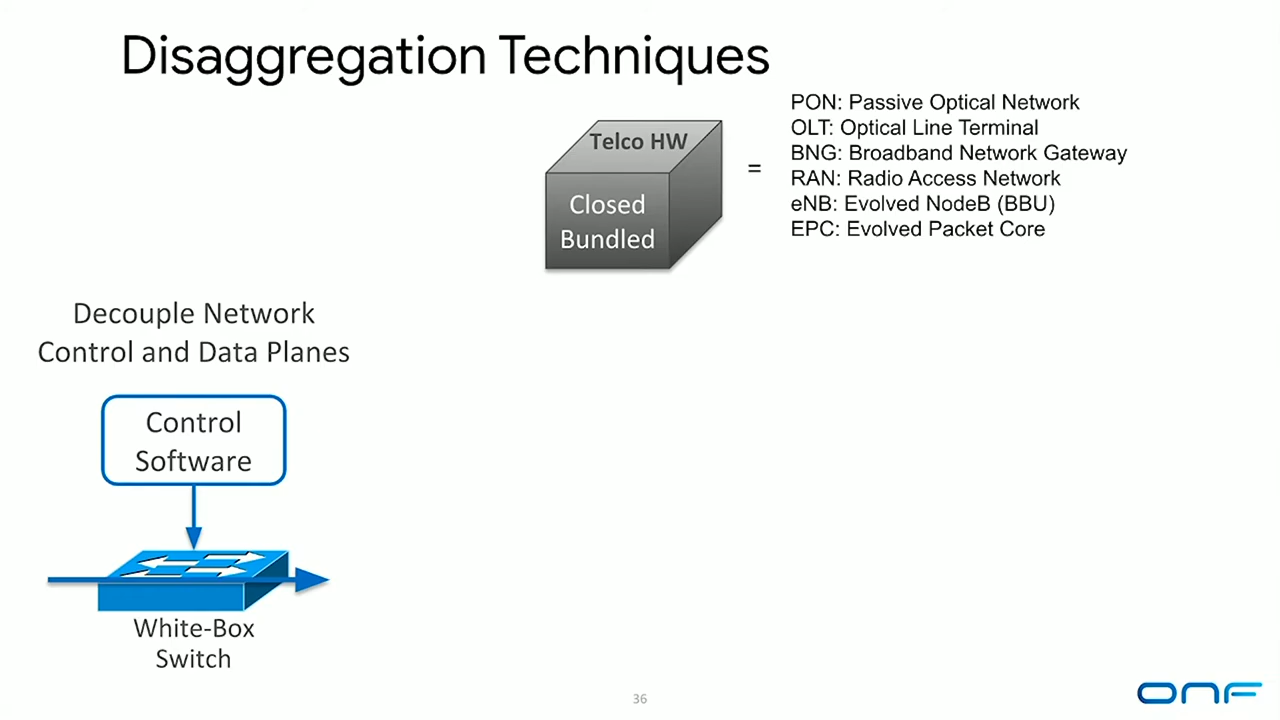 Disaggregation Techniques
Telco HW
Closed
Bundled
=
PON: Passive Optical Network
OLT: Optical Line Terminal
BNG: Broadband Network Gateway
RAN: Radio Access Network
eNB: Evolved NodeB (BBU)
EPC: Evolved Packet Core
Decouple Network
Control and Data Planes
Control
Software
White-Box
Switch
36
ONF